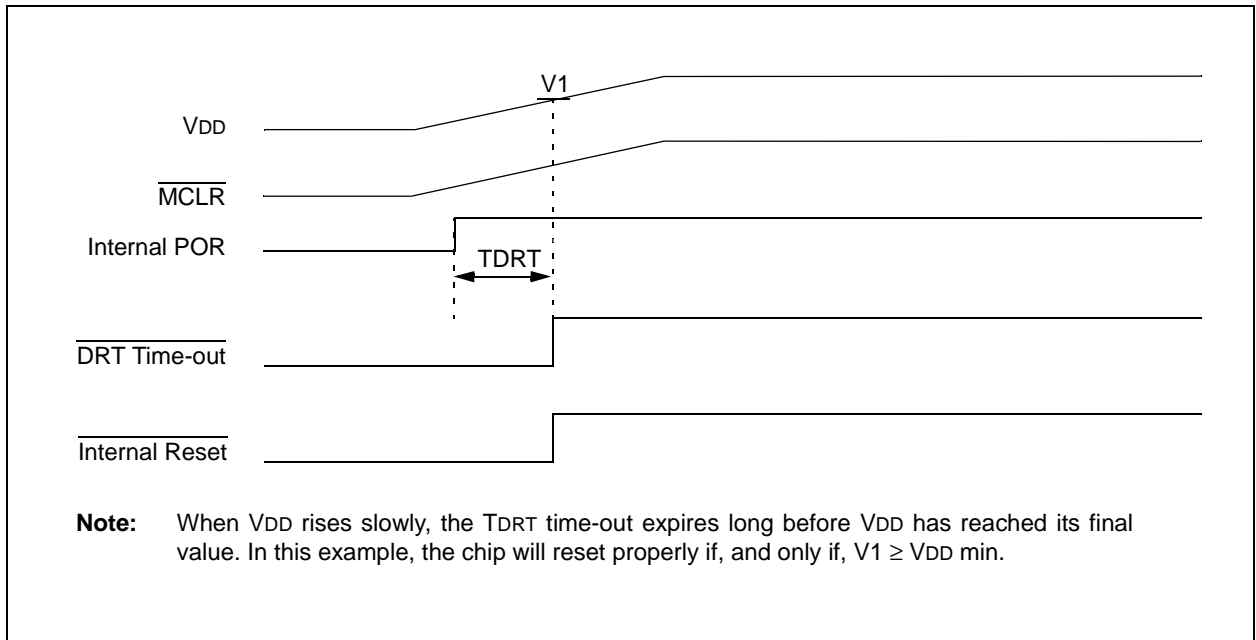 V1
VDD
MCLR
Internal POR
TDRT
DRT Time-out
Internal Reset
Note: When VDD rises slowly, the TDRT time-out expires long before VDD has reached its final
value. In this example, the chip will reset properly if, and only if, V1 ≥ VDD min.